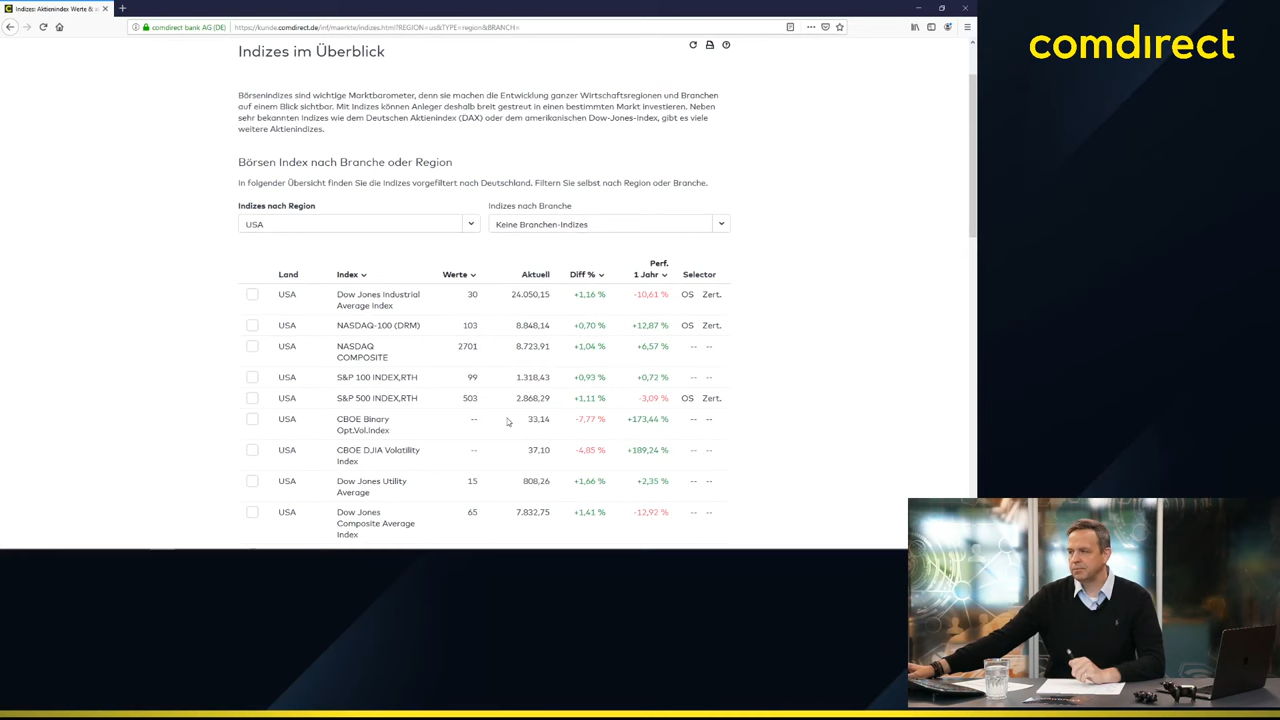 Indizes: Aktienindex Werte &
comdirect bank AG (DE)
https://kunde.comdirect.de/inf/maerkte/indizes.html?REGION=us&TYPE=region&BRANCH=
comdirect
Indizes im Überblick
Börsenindizes sind wichtige Marktbarometer, denn sie machen die Entwicklung ganzer Wirtschaftsregionen und Branchen
auf einem Blick sichtbar. Mit Indizes können Anleger deshalb breit gestreut in einen bestimmten Markt investieren. Neben
sehr bekannten Indizes wie dem Deutschen Aktienindex (DAX) oder dem amerikanischen Dow-Jones-Index, gibt es viele
weitere Aktienindizes.
Börsen Index nach Branche oder Region
In folgender Übersicht finden Sie die Indizes vorgefiltert nach Deutschland. Filtern Sie selbst nach Region oder Branche.
Indizes nach Region Indizes nach Branche
USA Keine Branchen-Indizes
Perf.
Land Index Werte Aktuell Diff % 1 Jahr Selector
USA Dow Jones Industrial 30 24.050,15 +1,16 % -10,61 % OS Zert.
Average Index
USA NASDAQ-100 (DRM) 103 8.848,14 +0,70 % +12,87 % OS Zert.
USA NASDAQ 2701 8.723,91 +1,04 % +6,57 % -- --
COMPOSITE
USA S&P 100 INDEX,RTH 99 1.318,43 +0,93 % +0,72 % -- --
USA S&P 500 INDEX,RTH 503 2.868,29 +1,11 % -3,09 % OS Zert.
USA CBOE Binary -- 33,14 -7,77 % +173,44 % -- --
Opt.Vol.Index
USA CBOE DJIA Volatility -- 37,10 -4,85 % +189,24 % -- --
Index
USA Dow Jones Utility 15 808,26 +1,66 % +2,35 % -- --
Average
USA Dow Jones 65 7.832,75 +1,41 % -12,92 % -- --
Composite Average
Index